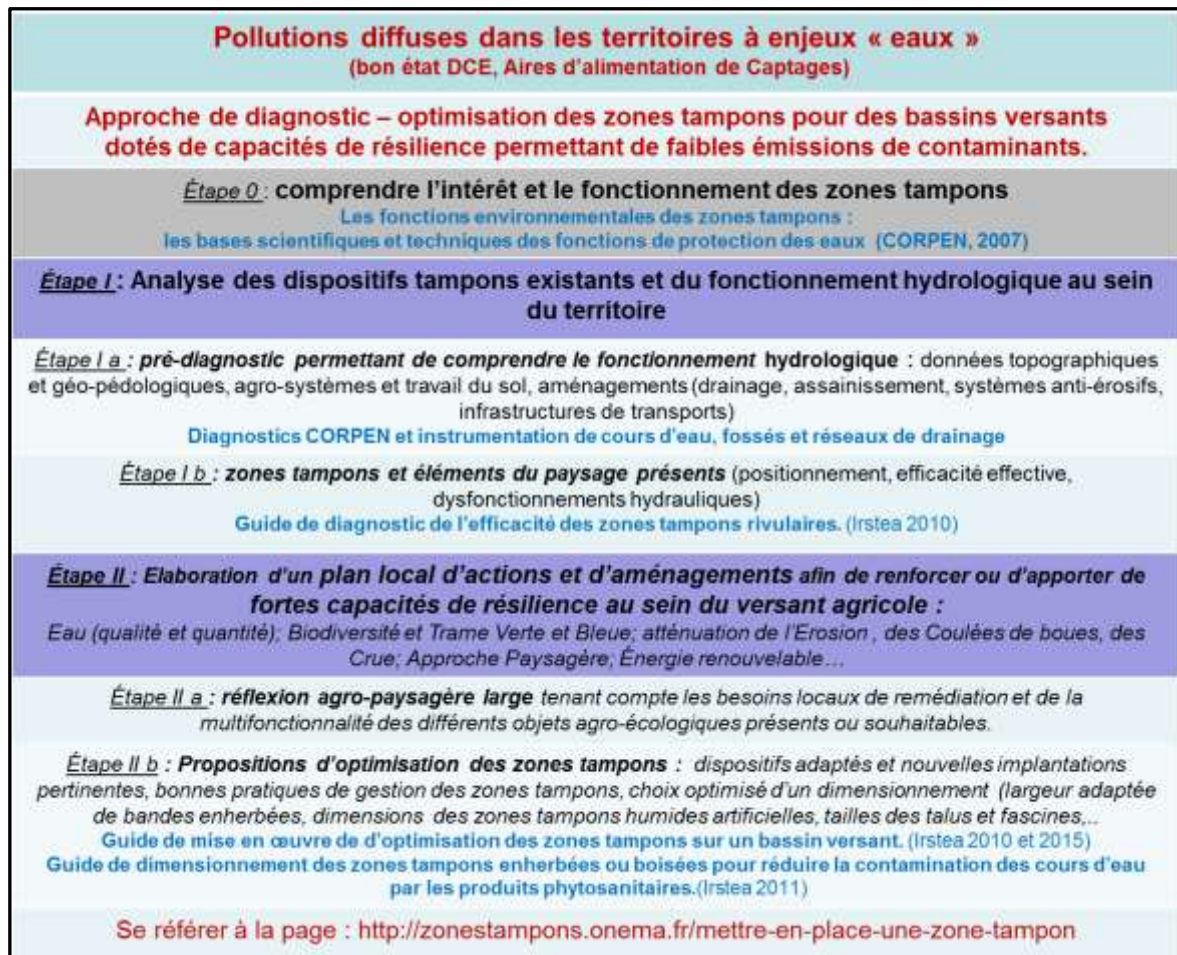 Pollutions diffuses dans les territoires à enjeux « eaux »
(bon état DCE, Aires d'alimentation de Captages)
Approche de diagnostic – optimisation des zones tampons pour des bassins versants
dotés de capacités de résilience permettant de faibles émissions de contaminants.
Étape 0 : comprendre l'intérêt et le fonctionnement des zones tampons
Les fonctions environnementales des zones tampons :
les bases scientifiques et techniques des fonctions de protection des eaux (CORPEN, 2007)
Étape I : Analyse des dispositifs tampons existants et du fonctionnement hydrologique au sein
du territoire
Étape I a : pré-diagnostic permettant de comprendre le fonctionnement hydrologique : données topographiques
et géo-pédologiques, agro-systèmes et travail du sol, aménagements (drainage, assainissement, systèmes anti-érosifs,
infrastructures de transports)
Diagnostics CORPEN et instrumentation de cours d'eau, fossés et réseaux de drainage
Étape I b : zones tampons et éléments du paysage présents (positionnement, efficacité effective,
dysfonctionnements hydrauliques)
Guide de diagnostic de l'efficacité des zones tampons rivulaires. (Irstea 2010)
Étape II : Elaboration d'un plan local d'actions et d'aménagements afin de renforcer ou d'apporter de
fortes capacités de résilience au sein du versant agricole :
Eau (qualité et quantité); Biodiversité et Trame Verte et Bleue; atténuation de l'Erosion , des Coulées de boues, des
Crue; Approche Paysagère; Énergie renouvelable…
Étape II a : réflexion agro-paysagère large tenant compte les besoins locaux de remédiation et de la
multifonctionnalité des différents objets agro-écologiques présents ou souhaitables.
Étape II b : Propositions d'optimisation des zones tampons : dispositifs adaptés et nouvelles implantations
pertinentes, bonnes pratiques de gestion des zones tampons, choix optimisé d'un dimensionnement (largeur adaptée
de bandes enherbées, dimensions des zones tampons humides artificielles, tailles des talus et fascines,..
Guide de mise en œuvre de d'optimisation des zones tampons sur un bassin versant. (Irstea 2010 et 2015)
Guide de dimensionnement des zones tampons enherbées ou boisées pour réduire la contamination des cours d'eau
par les produits phytosanitaires.(Irstea 2011)
Se référer à la page : http://zonestampons.onema.fr/mettre-en-place-une-zone-tampon